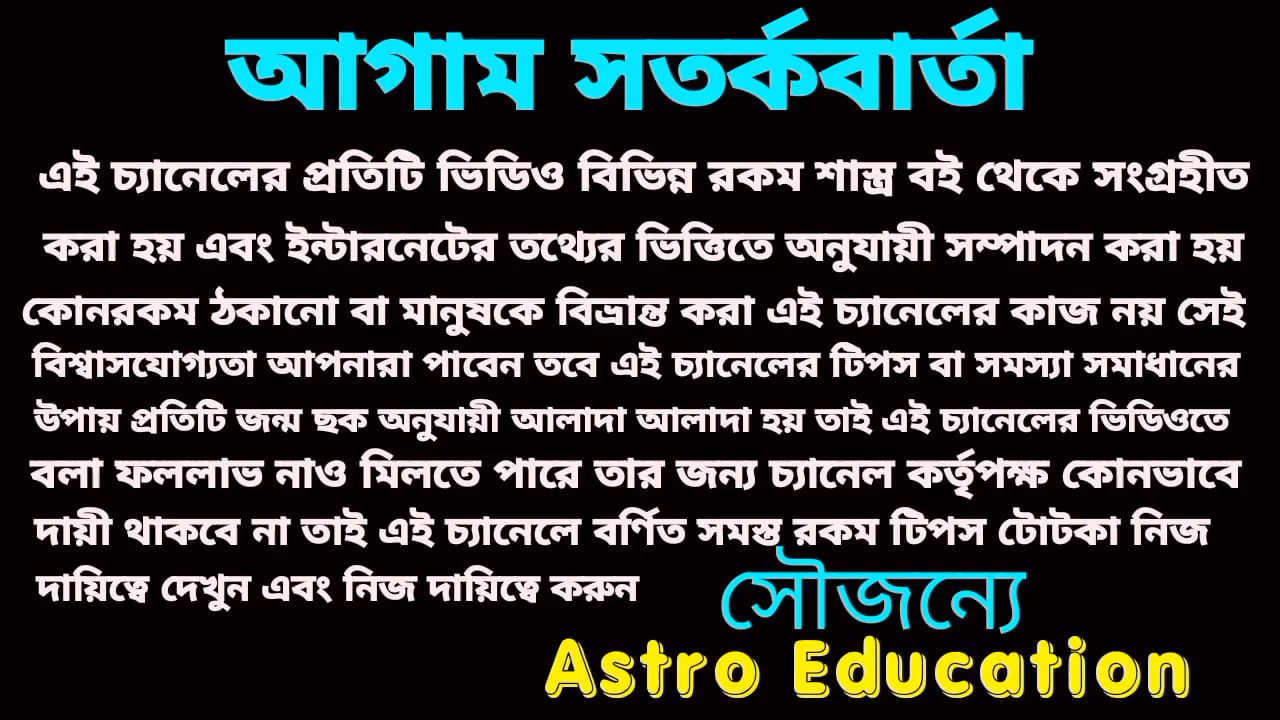 আগাম সতর্কবার্তা
এই চ্যানেলের প্রতিটি ভিডিও বিভিন্ন রকম শাস্ত্র বই থেকে সংগ্রহীত
করা হয় এবং ইন্টারনেটের তথ্যের ভিত্তিতে অনুযায়ী সম্পাদন করা হয়
কোনরকম ঠকানো বা মানুষকে বিভ্রান্ত করা এই চ্যানেলের কাজ নয় সেই
বিশ্বাসযোগ্যতা আপনারা পাবেন তবে এই চ্যানেলের টিপস বা সমস্যা সমাধানের
উপায় প্রতিটি জন্ম ছক অনুযায়ী আলাদা আলাদা হয় তাই এই চ্যানেলের ভিডিওতে
বলা ফললাভ নাও মিলতে পারে তার জন্য চ্যানেল কর্তৃপক্ষ কোনভাবে
দায়ী থাকবে না তাই এই চ্যানেলে বর্ণিত সমস্ত রকম টিপস টোটকা নিজ
দায়িত্বে দেখুন এবং নিজ দায়িত্বে করুন
সৌজন্যে
Astro Education